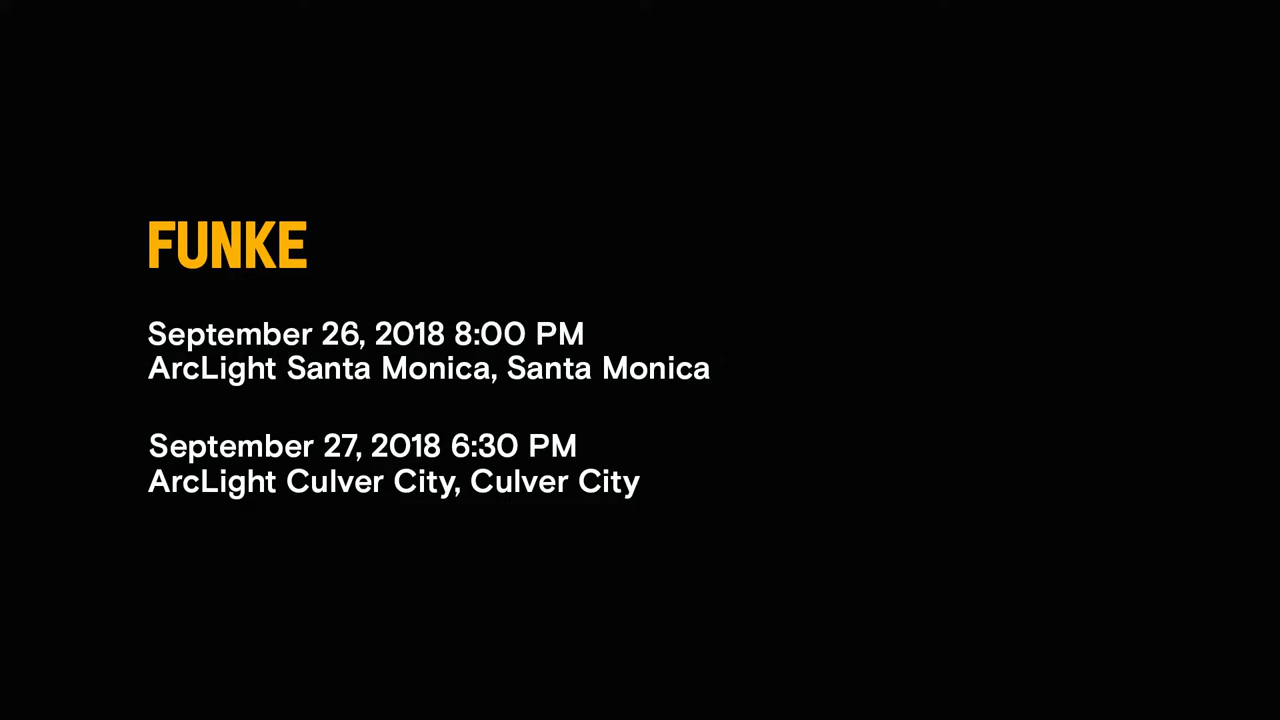 FUNKE
September 26, 2018 8:00 PM
ArcLight Santa Monica, Santa Monica
September 27, 2018 6:30 PM
ArcLight Culver City, Culver City